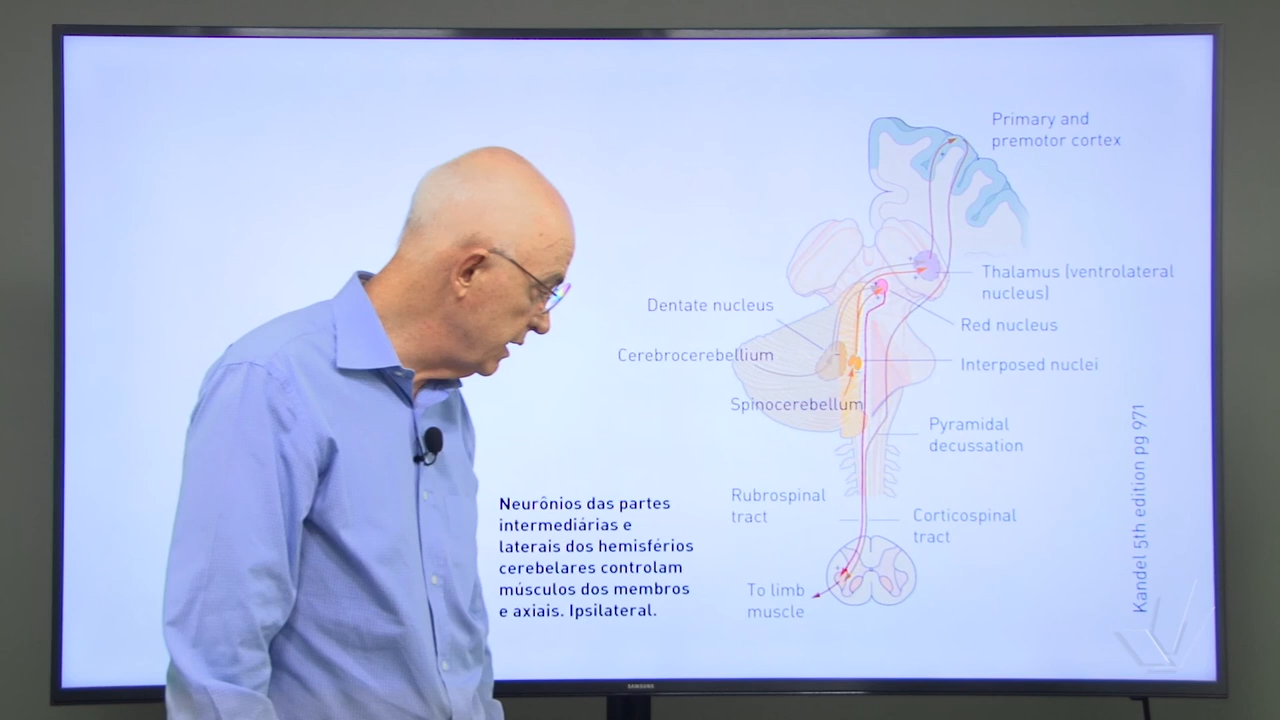 Primary and
premotor cortex
Thalamus (ventrolateral
nucleus)
Dentate nucleus
Red nucleus
Cerebrocerebellum
Interposed nuclei
Spinocerebellum
Pyramidal
decussation
Rubrospinal
tract
Corticospinal
tract
To limb
muscle
Neurônios das partes
intermediárias e
laterais dos hemisférios
cerebelares controlam
músculos dos membros
e axiais. Ipsilateral.
Kandel 5th edition pg 971
SAMSUNG